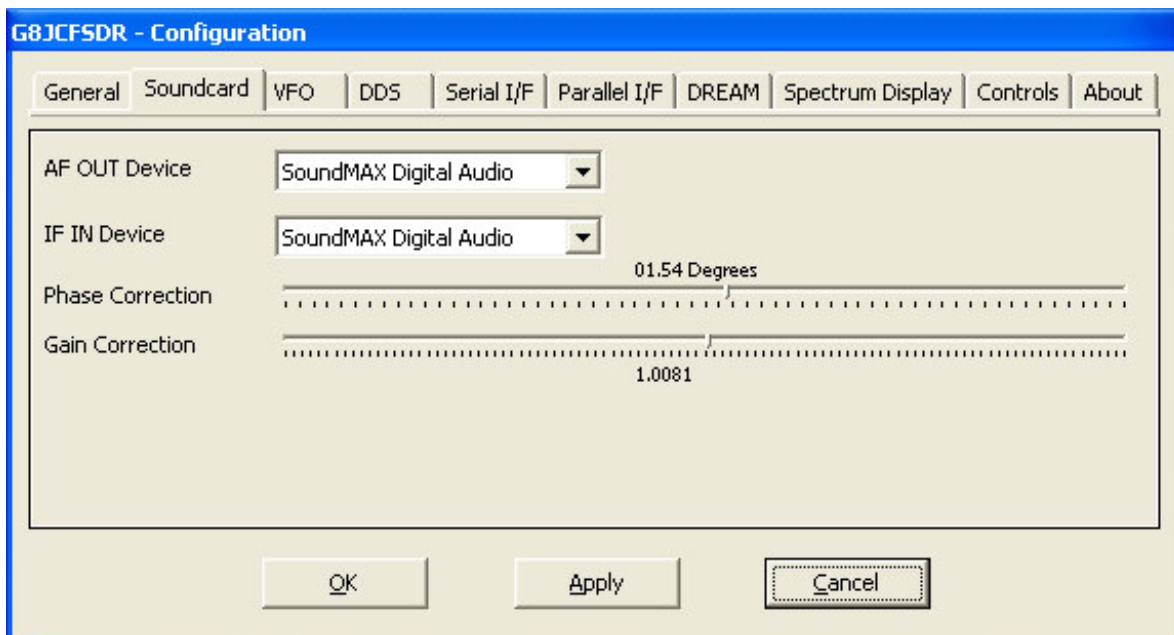 G8JCFSDR - Configuration
General Soundcard VFO DDS Serial I/F Parallel I/F DREAM Spectrum Display Controls About
AF OUT Device SoundMAX Digital Audio
IF IN Device SoundMAX Digital Audio
01.54 Degrees
Phase Correction
Gain Correction
1.0081
OK Apply Cancel